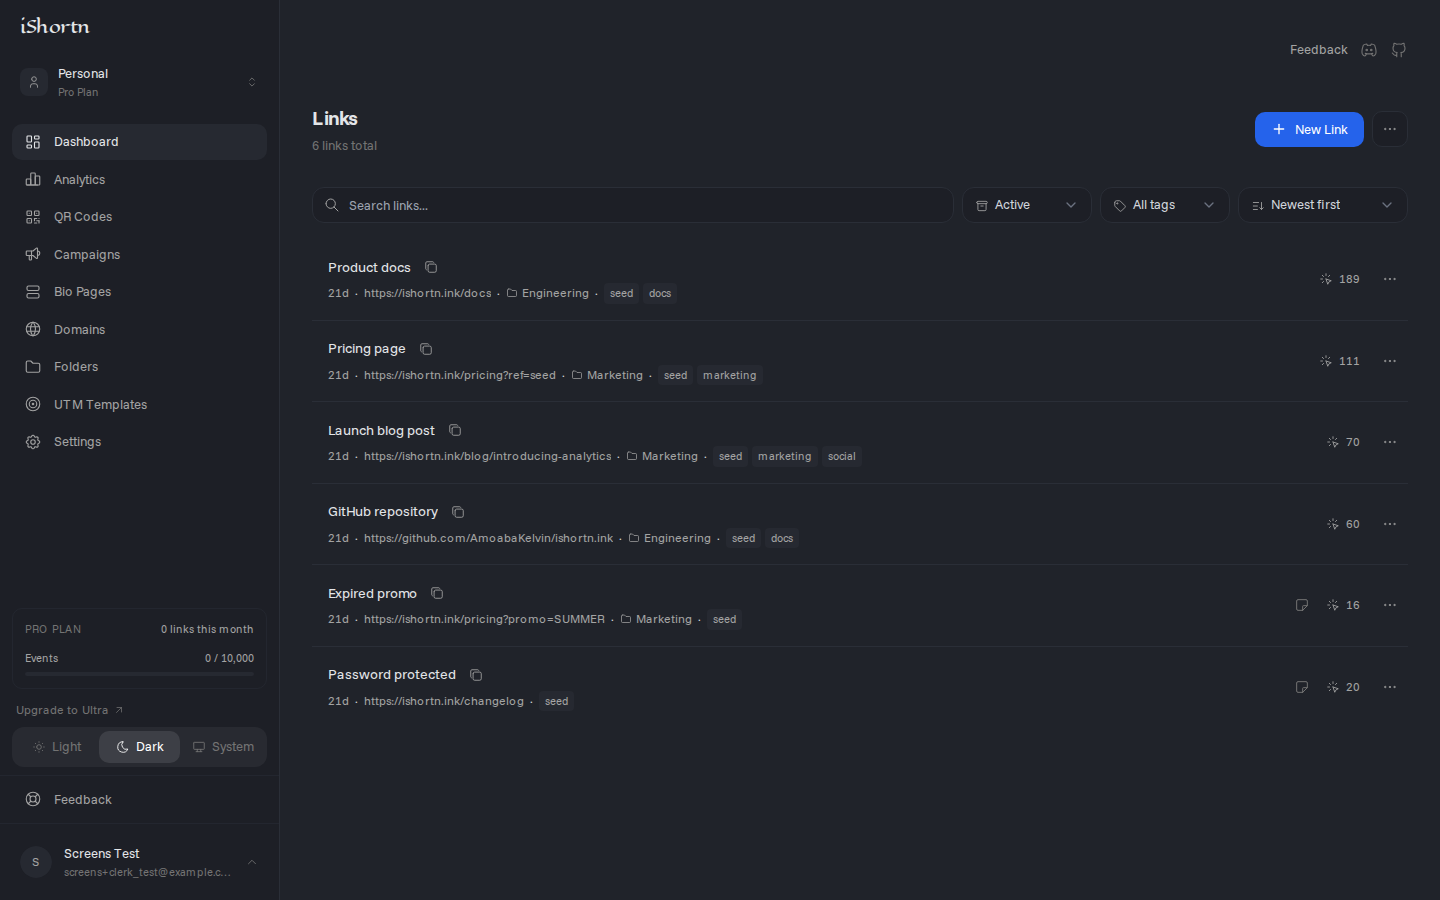 iShortn
Personal
Pro Plan
Dashboard
Analytics
QR Codes
Campaigns
Bio Pages
Domains
Folders
UTM Templates
Settings
PRO PLAN 0 links this month
Events 0 / 10,000
Upgrade to Ultra
Light Dark System
Feedback
S Screens Test
screens+clerk_test@example.c...
Feedback
Links
6 links total
New Link
Search links... Active All tags Newest first
Product docs
21d · https://ishortn.ink/docs · Engineering · seed docs
189
Pricing page
21d · https://ishortn.ink/pricing?ref=seed · Marketing · seed marketing
111
Launch blog post
21d · https://ishortn.ink/blog/introducing-analytics · Marketing · seed marketing social
70
GitHub repository
21d · https://github.com/AmoabaKelvin/ishortn.ink · Engineering · seed docs
60
Expired promo
21d · https://ishortn.ink/pricing?promo=SUMMER · Marketing · seed
16
Password protected
21d · https://ishortn.ink/changelog · seed
20